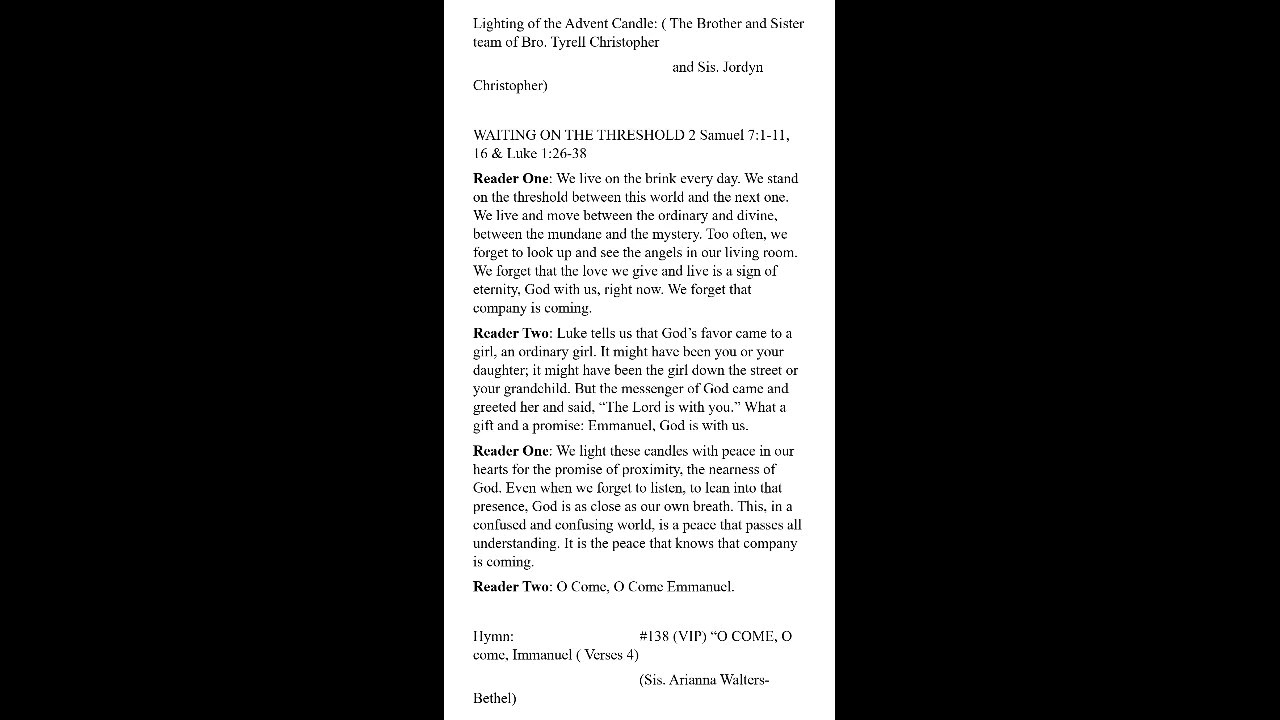 Lighting of the Advent Candle: ( The Brother and Sister
team of Bro. Tyrell Christopher
and Sis. Jordyn
Christopher)
WAITING ON THE THRESHOLD 2 Samuel 7:1-11,
16 & Luke 1:26-38
Reader One: We live on the brink every day. We stand
on the threshold between this world and the next one.
We live and move between the ordinary and divine,
between the mundane and the mystery. Too often, we
forget to look up and see the angels in our living room.
We forget that the love we give and live is a sign of
eternity, God with us, right now. We forget that
company is coming.
Reader Two: Luke tells us that God’s favor came to a
girl, an ordinary girl. It might have been you or your
daughter; it might have been the girl down the street or
your grandchild. But the messenger of God came and
greeted her and said, “The Lord is with you.” What a
gift and a promise: Emmanuel, God is with us.
Reader One: We light these candles with peace in our
hearts for the promise of proximity, the nearness of
God. Even when we forget to listen, to lean into that
presence, God is as close as our own breath. This, in a
confused and confusing world, is a peace that passes all
understanding. It is the peace that knows that company
is coming.
Reader Two: O Come, O Come Emmanuel.
Hymn: #138 (VIP) “O COME, O
come, Immanuel ( Verses 4)
(Sis. Arianna Walters-
Bethel)